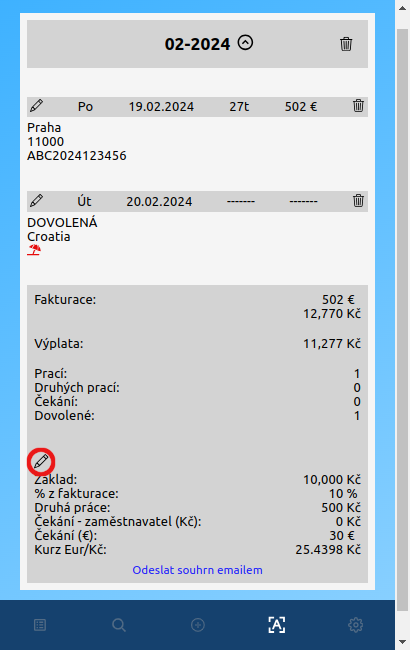 02-2024
Po 19.02.2024 27t 502 €
Praha
11000
ABC2024123456
Út 20.02.2024 ------- -------
DOVOLENÁ
Croatia
Fakturace: 502 €
12,770 Kč
Výplata: 11,277 Kč
Prací: 1
Druhých prací: 0
Čekání: 0
Dovolené: 1
Základ: 10,000 Kč
% z fakturace: 10 %
Druhá práce: 500 Kč
Čekání - zaměstnavatel (Kč): 0 Kč
Čekání (€): 30 €
Kurz Eur/Kč: 25.4398 Kč
Odeslat souhrn emailem
A